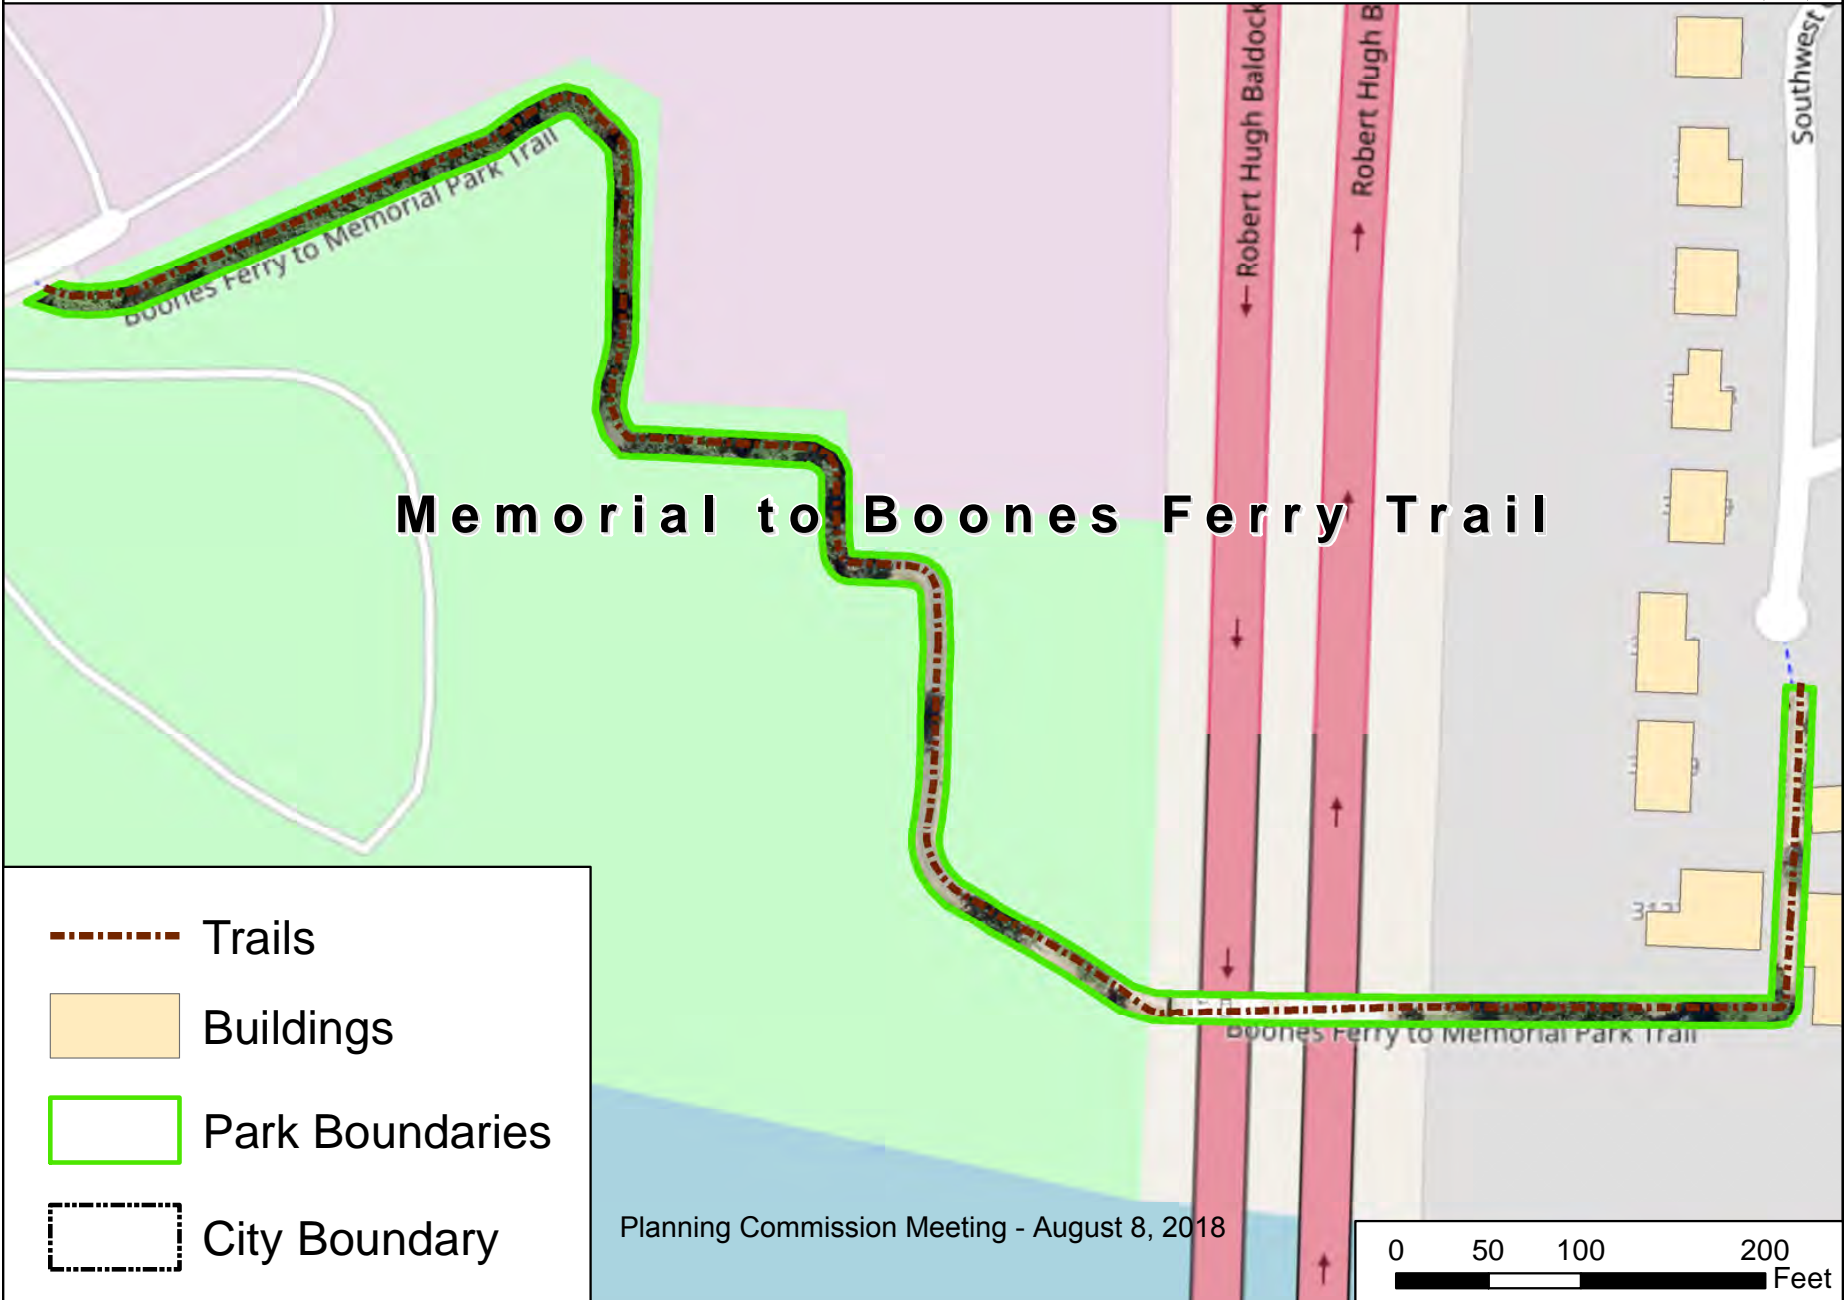 Robert Hugh Baldock
Robert Hugh B
Southwest
Boones Ferry to Memorial Park Trail
Memorial to Boones Ferry Trail
Boones Ferry to Memorial Park Trail
Trails
Buildings
Park Boundaries
City Boundary
Planning Commission Meeting - August 8, 2018
0 50 100 200
Feet